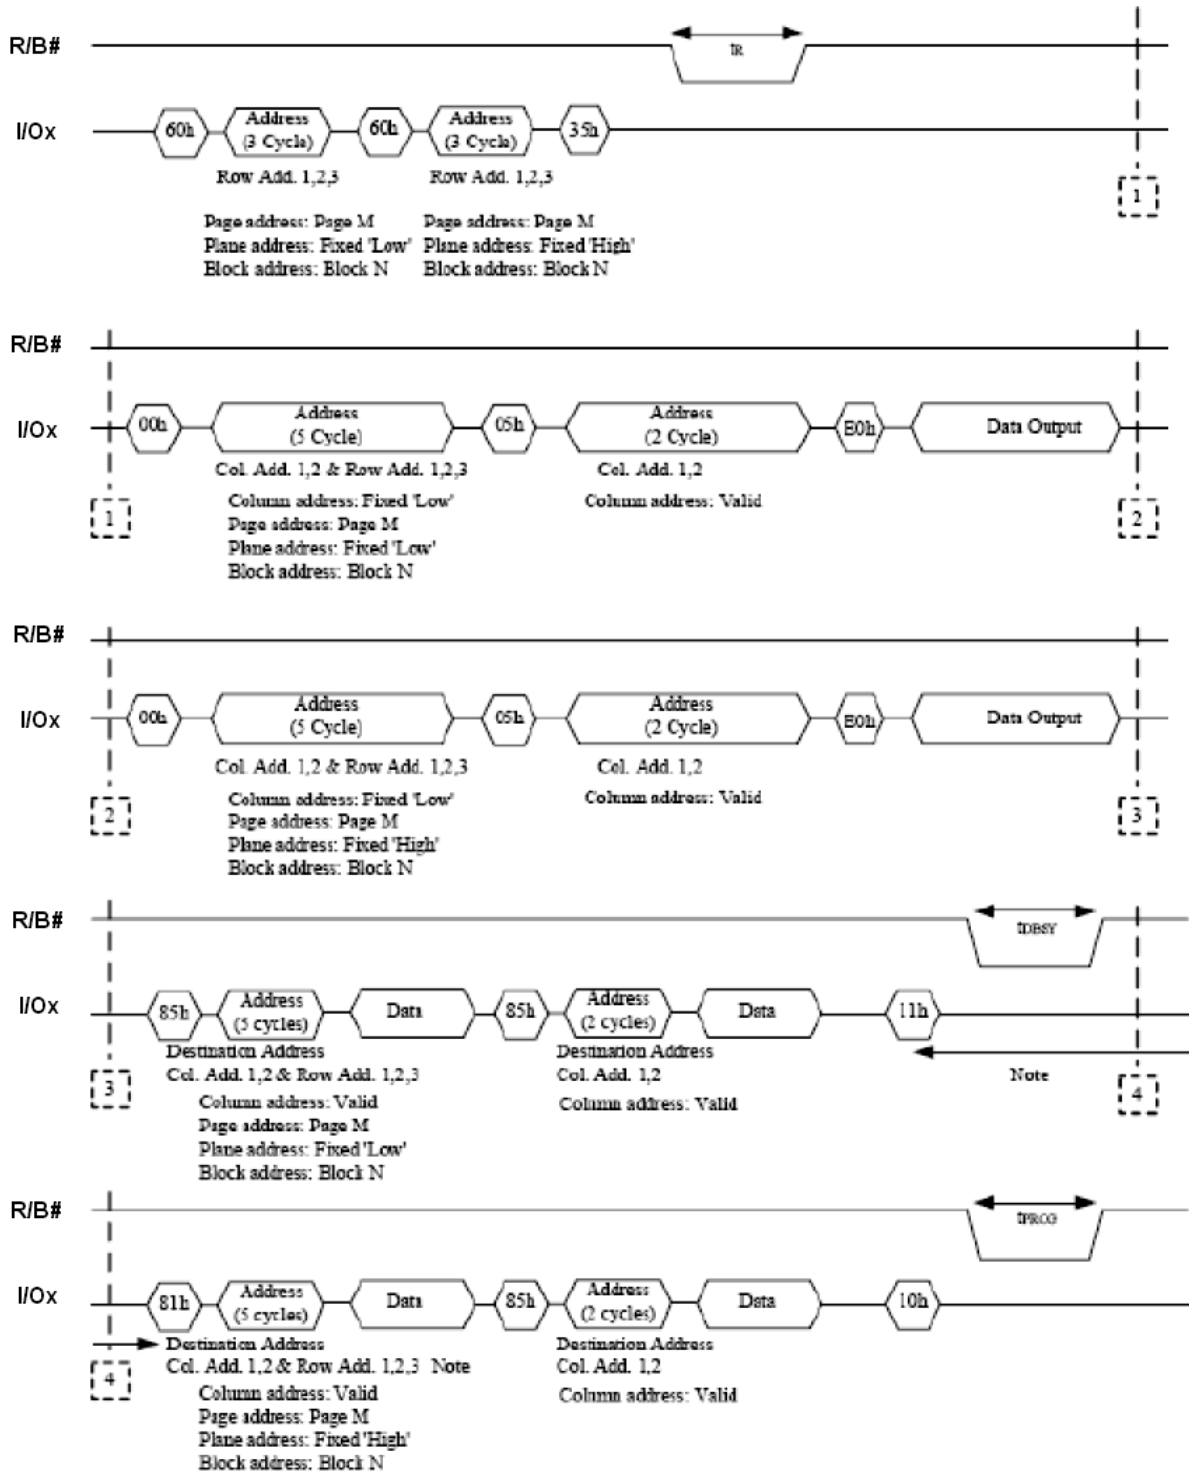 R/B#
tR
I/Ox
60h
Address
(3 Cycle)
60h
Address
(3 Cycle)
35h
Row Add. 1,2,3
Row Add. 1,2,3
1
Page address: Page M
Plane address: Fixed 'Low'
Block address: Block N
Page address: Page M
Plane address: Fixed 'High'
Block address: Block N
R/B#
I/Ox
00h
Address
(5 Cycle)
05h
Address
(2 Cycle)
E0h
Data Output
Col. Add. 1,2 & Row Add. 1,2,3
Col. Add. 1,2
1
Column address: Fixed 'Low'
Page address: Page M
Plane address: Fixed 'Low'
Block address: Block N
Column address: Valid
2
R/B#
I/Ox
00h
Address
(5 Cycle)
05h
Address
(2 Cycle)
E0h
Data Output
Col. Add. 1,2 & Row Add. 1,2,3
Col. Add. 1,2
2
Column address: Fixed 'Low'
Page address: Page M
Plane address: Fixed 'High'
Block address: Block N
Column address: Valid
3
R/B#
tDBSY
I/Ox
85h
Address
(5 cycles)
Data
85h
Address
(2 cycles)
Data
11h
Destination Address
Col. Add. 1,2 & Row Add. 1,2,3
Destination Address
Col. Add. 1,2
Note
3
Column address: Valid
Page address: Page M
Plane address: Fixed 'Low'
Block address: Block N
Column address: Valid
4
R/B#
tPROG
I/Ox
81h
Address
(5 cycles)
Data
85h
Address
(2 cycles)
Data
10h
Destination Address
Col. Add. 1,2 & Row Add. 1,2,3 Note
Destination Address
Col. Add. 1,2
4
Column address: Valid
Page address: Page M
Plane address: Fixed 'High'
Block address: Block N
Column address: Valid